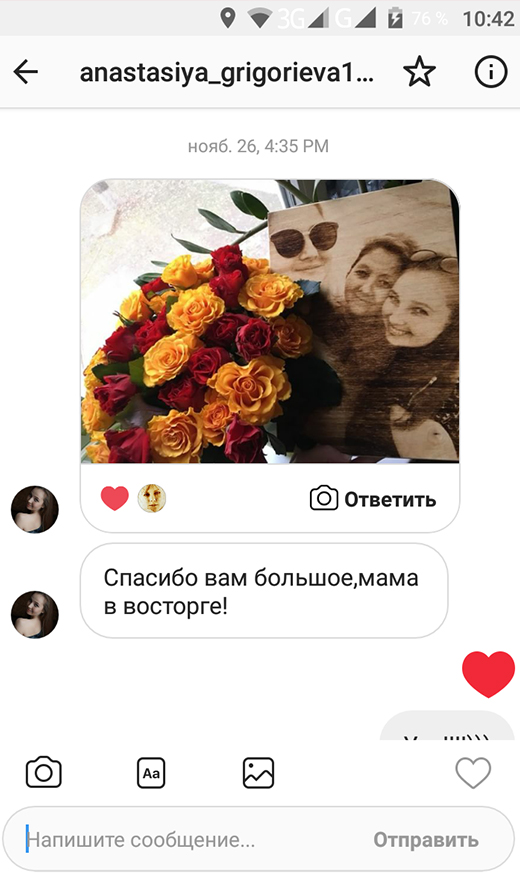 3G G 76 % 10:42
anastasiya_grigorieva1...
нояб. 26, 4:35 PM
Ответить
Спасибо вам большое,мама
в восторге!
Aa
Напишите сообщение...
Отправить